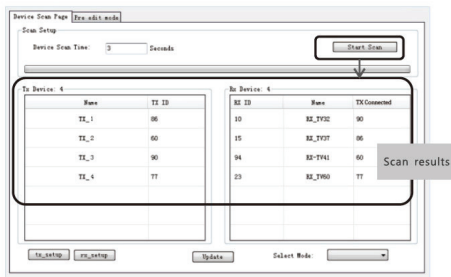 Device Scan Page Pre edit mode
Scan Setup
Device Scan Time: 3 Seconds Start Scan
Tx Device: 4 Rx Device: 4
Name TX ID RX ID Name TX Connected
TX_1 86 10 RX_TV32 90
TX_2 60 15 RX_TV37 86
TX_3 90 94 RX-TV41 60
TX_4 77 23 RX_TV60 77
Scan results
tx_setup rx_setup Update Select Mode: